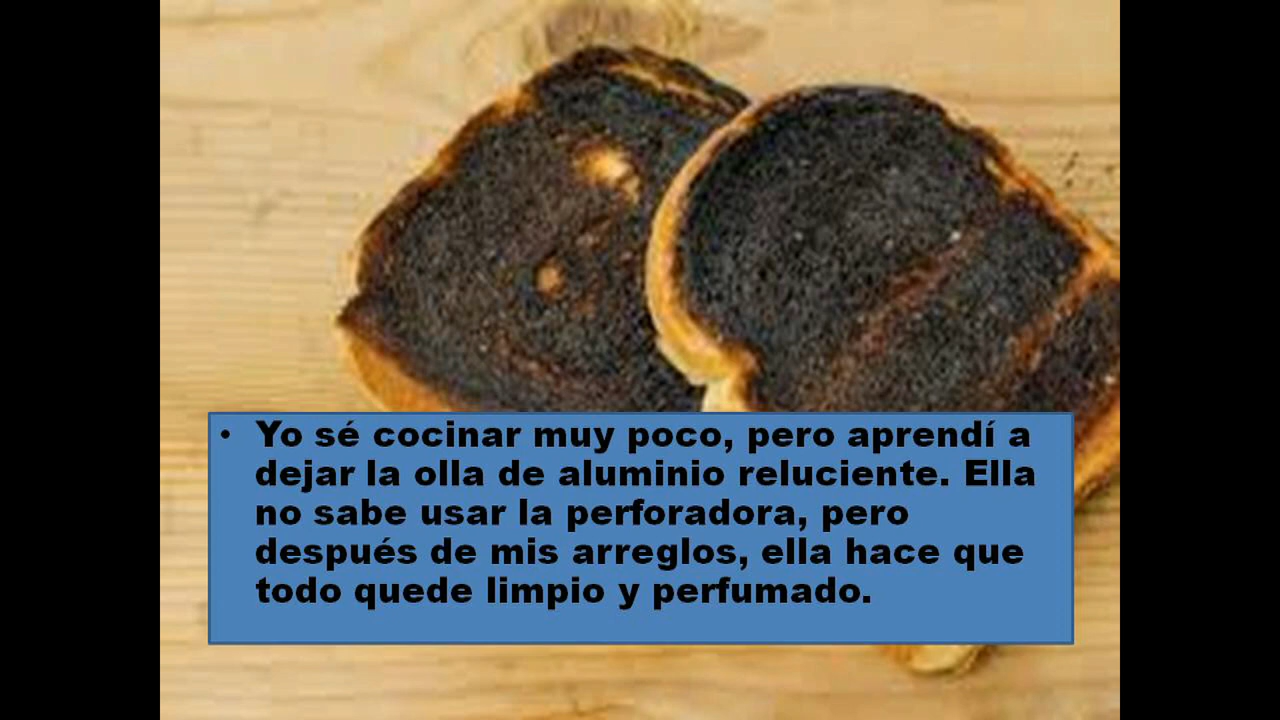 • Yo sé cocinar muy poco, pero aprendí a
dejar la olla de aluminio reluciente. Ella
no sabe usar la perforadora, pero
después de mis arreglos, ella hace que
todo quede limpio y perfumado.